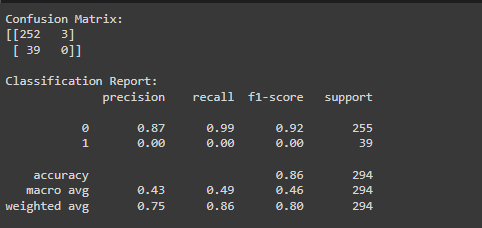 Confusion Matrix:
[[252   3]
 [ 39   0]]
Classification Report:
              precision    recall  f1-score   support
           0       0.87      0.99      0.92       255
           1       0.00      0.00      0.00        39
    accuracy                           0.86       294
   macro avg       0.43      0.49      0.46       294
weighted avg       0.75      0.86      0.80       294